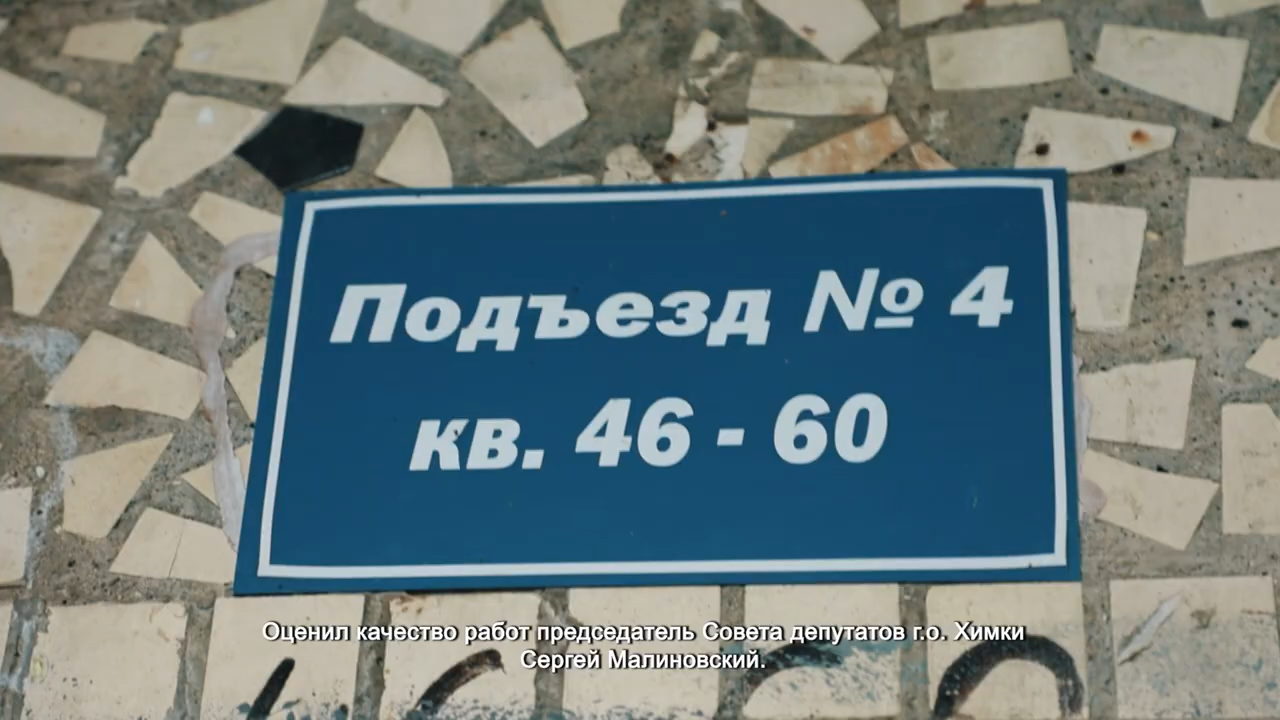 Подъезд № 4
кв. 46 - 60
Оценил качество работ председатель Совета депутатов г.о. Химки
Сергей Малиновский.